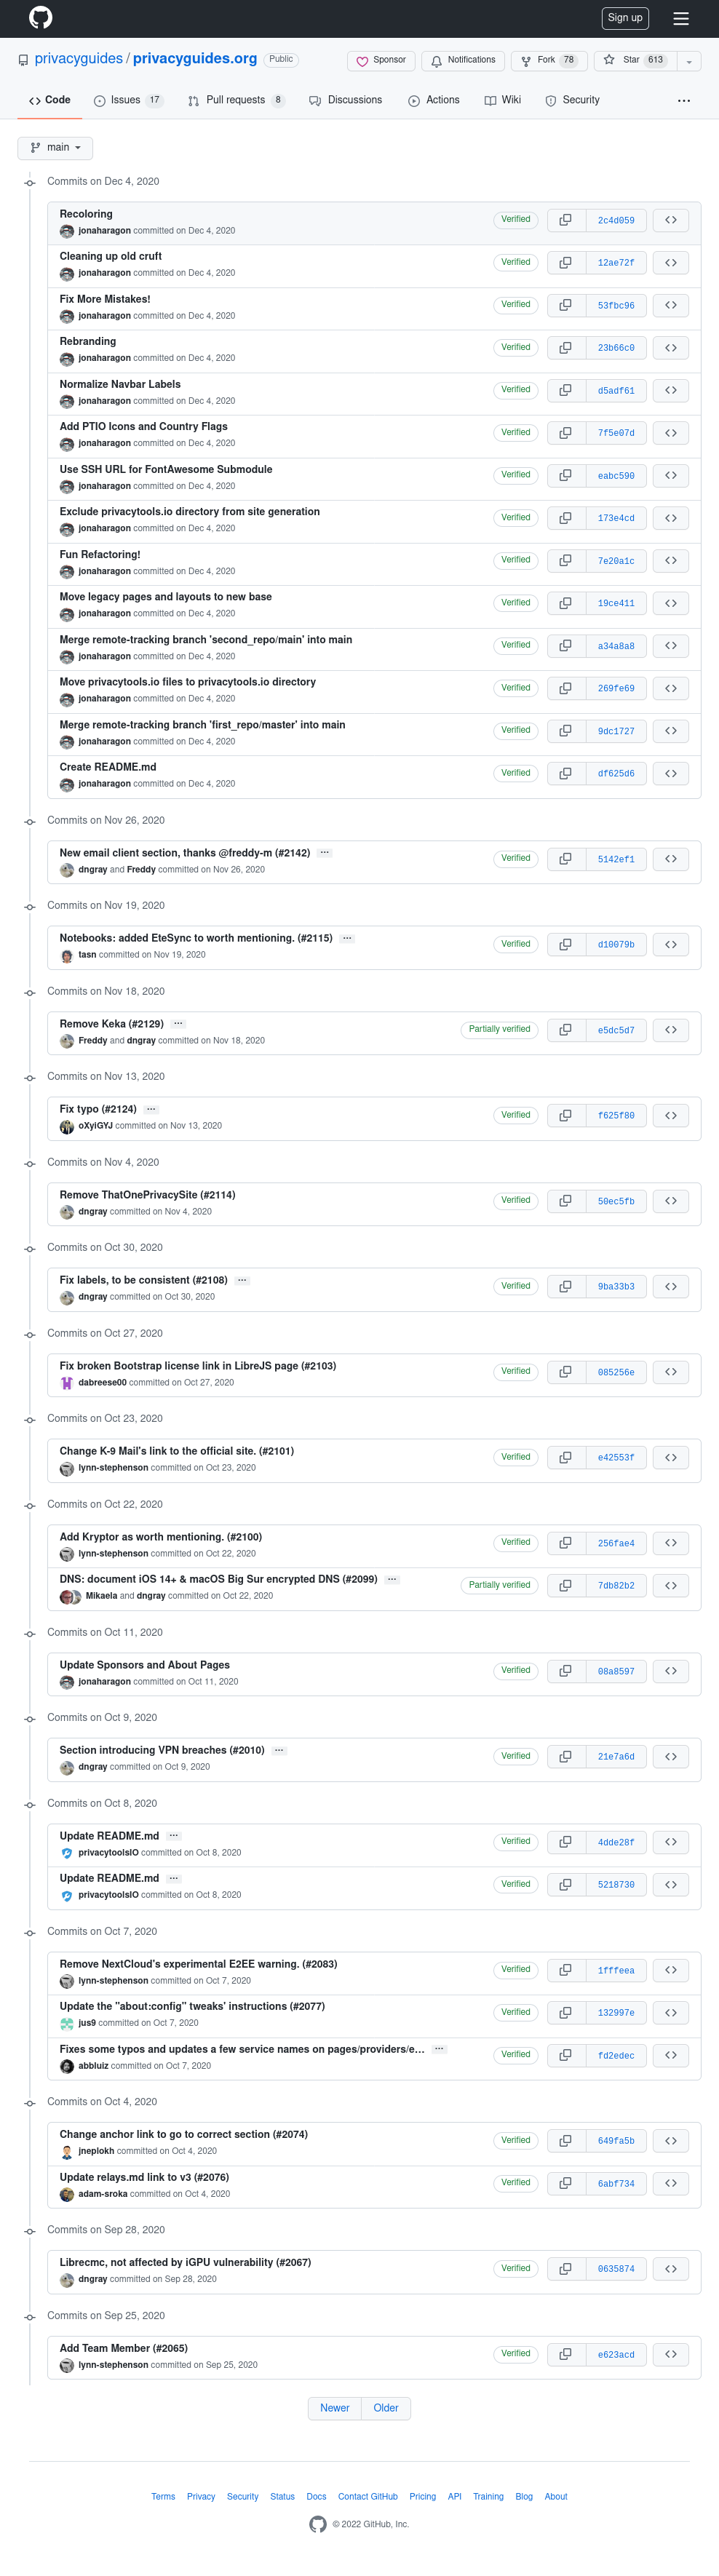 Sign up
privacyguides / privacyguides.org Public
Sponsor Notifications Fork 78 Star 613
Code Issues 17 Pull requests 8 Discussions Actions Wiki Security
main
Commits on Dec 4, 2020
Recoloring
jonaharagon committed on Dec 4, 2020
Verified 2c4d059
Cleaning up old cruft
jonaharagon committed on Dec 4, 2020
Verified 12ae72f
Fix More Mistakes!
jonaharagon committed on Dec 4, 2020
Verified 53fbc96
Rebranding
jonaharagon committed on Dec 4, 2020
Verified 23b66c0
Normalize Navbar Labels
jonaharagon committed on Dec 4, 2020
Verified d5adf61
Add PTIO Icons and Country Flags
jonaharagon committed on Dec 4, 2020
Verified 7f5e07d
Use SSH URL for FontAwesome Submodule
jonaharagon committed on Dec 4, 2020
Verified eabc590
Exclude privacytools.io directory from site generation
jonaharagon committed on Dec 4, 2020
Verified 173e4cd
Fun Refactoring!
jonaharagon committed on Dec 4, 2020
Verified 7e20a1c
Move legacy pages and layouts to new base
jonaharagon committed on Dec 4, 2020
Verified 19ce411
Merge remote-tracking branch 'second_repo/main' into main
jonaharagon committed on Dec 4, 2020
Verified a34a8a8
Move privacytools.io files to privacytools.io directory
jonaharagon committed on Dec 4, 2020
Verified 269fe69
Merge remote-tracking branch 'first_repo/master' into main
jonaharagon committed on Dec 4, 2020
Verified 9dc1727
Create README.md
jonaharagon committed on Dec 4, 2020
Verified df625d6
Commits on Nov 26, 2020
New email client section, thanks @freddy-m (#2142) …
dngray and Freddy committed on Nov 26, 2020
Verified 5142ef1
Commits on Nov 19, 2020
Notebooks: added EteSync to worth mentioning. (#2115) …
tasn committed on Nov 19, 2020
Verified d10079b
Commits on Nov 18, 2020
Remove Keka (#2129) …
Freddy and dngray committed on Nov 18, 2020
Partially verified e5dc5d7
Commits on Nov 13, 2020
Fix typo (#2124) …
oXyiGYJ committed on Nov 13, 2020
Verified f625f80
Commits on Nov 4, 2020
Remove ThatOnePrivacySite (#2114)
dngray committed on Nov 4, 2020
Verified 50ec5fb
Commits on Oct 30, 2020
Fix labels, to be consistent (#2108) …
dngray committed on Oct 30, 2020
Verified 9ba33b3
Commits on Oct 27, 2020
Fix broken Bootstrap license link in LibreJS page (#2103)
dabreese00 committed on Oct 27, 2020
Verified 085256e
Commits on Oct 23, 2020
Change K-9 Mail's link to the official site. (#2101)
lynn-stephenson committed on Oct 23, 2020
Verified e42553f
Commits on Oct 22, 2020
Add Kryptor as worth mentioning. (#2100)
lynn-stephenson committed on Oct 22, 2020
Verified 256fae4
DNS: document iOS 14+ & macOS Big Sur encrypted DNS (#2099) …
Mikaela and dngray committed on Oct 22, 2020
Partially verified 7db82b2
Commits on Oct 11, 2020
Update Sponsors and About Pages
jonaharagon committed on Oct 11, 2020
Verified 08a8597
Commits on Oct 9, 2020
Section introducing VPN breaches (#2010) …
dngray committed on Oct 9, 2020
Verified 21e7a6d
Commits on Oct 8, 2020
Update README.md …
privacytoolsIO committed on Oct 8, 2020
Verified 4dde28f
Update README.md …
privacytoolsIO committed on Oct 8, 2020
Verified 5218730
Commits on Oct 7, 2020
Remove NextCloud's experimental E2EE warning. (#2083)
lynn-stephenson committed on Oct 7, 2020
Verified 1fffeea
Update the "about:config" tweaks' instructions (#2077)
jus9 committed on Oct 7, 2020
Verified 132997e
Fixes some typos and updates a few service names on pages/providers/e… …
abbluiz committed on Oct 7, 2020
Verified fd2edec
Commits on Oct 4, 2020
Change anchor link to go to correct section (#2074)
jneplokh committed on Oct 4, 2020
Verified 649fa5b
Update relays.md link to v3 (#2076)
adam-sroka committed on Oct 4, 2020
Verified 6abf734
Commits on Sep 28, 2020
Librecmc, not affected by iGPU vulnerability (#2067)
dngray committed on Sep 28, 2020
Verified 0635874
Commits on Sep 25, 2020
Add Team Member (#2065)
lynn-stephenson committed on Sep 25, 2020
Verified e623acd
Newer Older
Terms Privacy Security Status Docs Contact GitHub Pricing API Training Blog About
© 2022 GitHub, Inc.